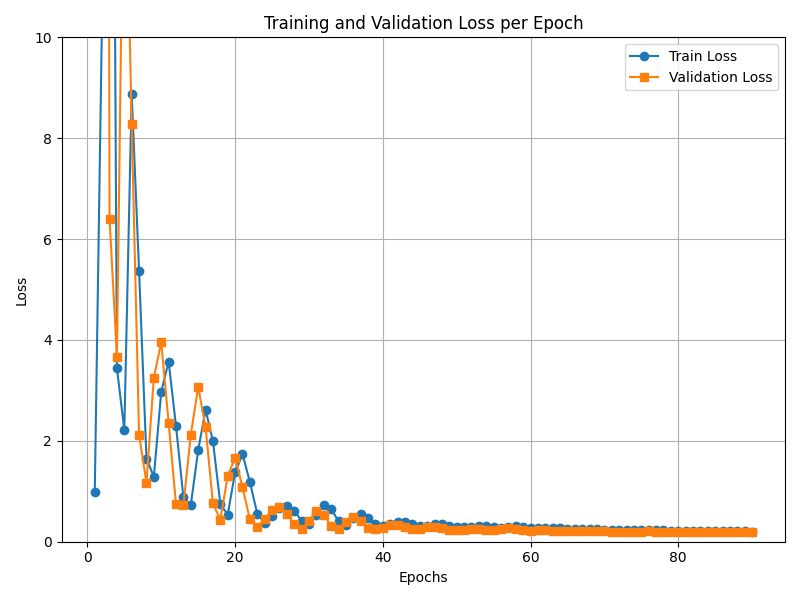 Training and Validation Loss per Epoch
Train Loss
Validation Loss
Loss
10
8
6
4
2
0
0 20 40 60 80
Epochs